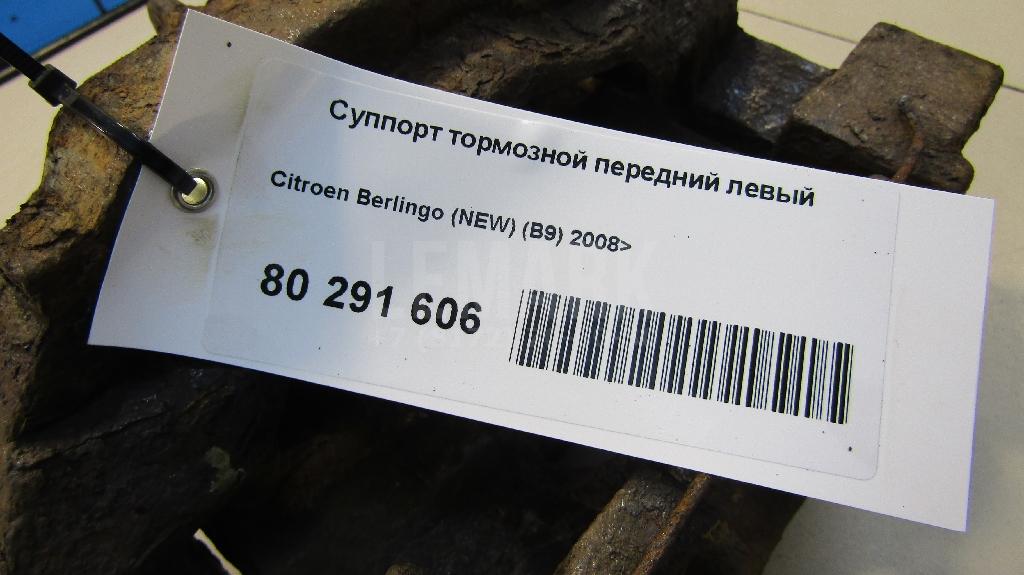 Суппорт тормозной передний левый
Citroen Berlingo (NEW) (B9) 2008>
80 291 606
LEMARK